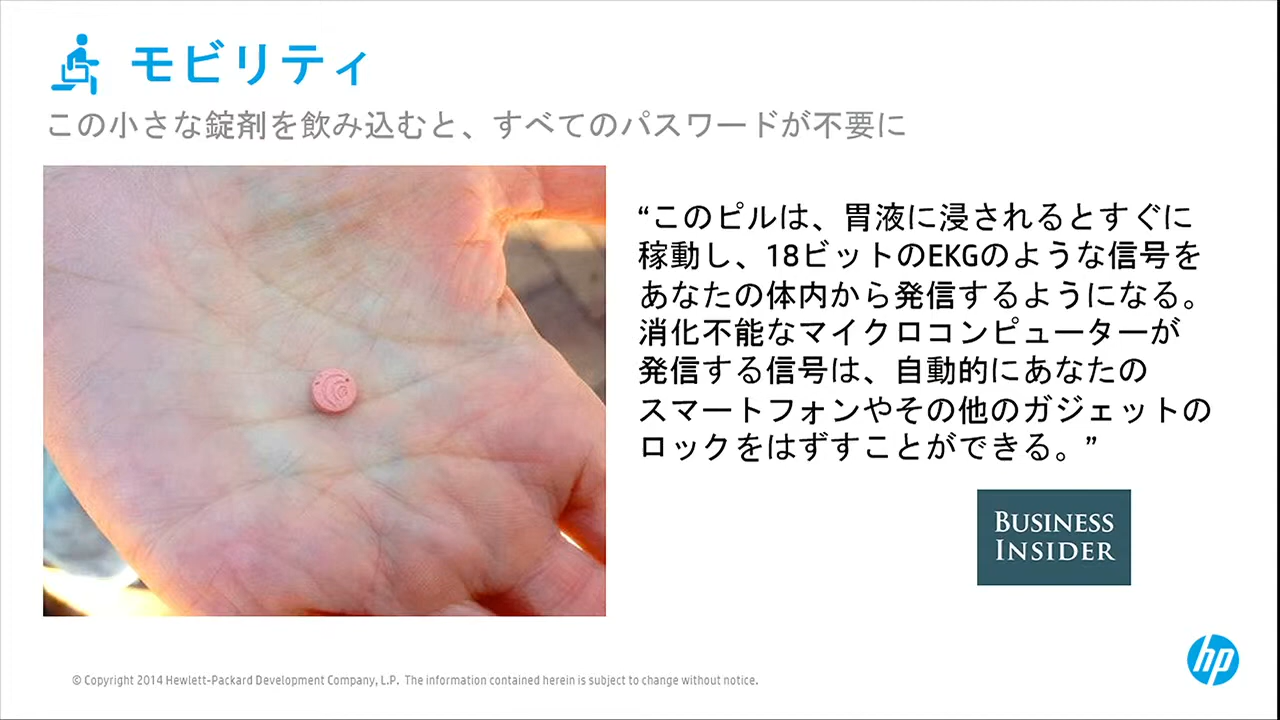 モビリティ
この小さな錠剤を飲み込むと、すべてのパスワードが不要に
“このピルは、胃液に浸されるとすぐに
稼動し、18ビットのEKGのような信号を
あなたの体内から発信するようになる。
消化不能なマイクロコンピューターが
発信する信号は、自動的にあなたの
スマートフォンやその他のガジェットの
ロックをはずすことができる。”
BUSINESS
INSIDER
hp
© Copyright 2014 Hewlett-Packard Development Company, L.P. The information contained herein is subject to change without notice.